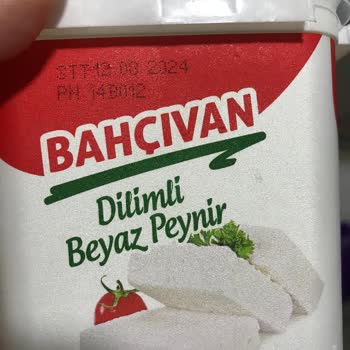 STT12 08 2024
PN 14B012
BAHÇIVAN
Dilimli
Beyaz Peynir